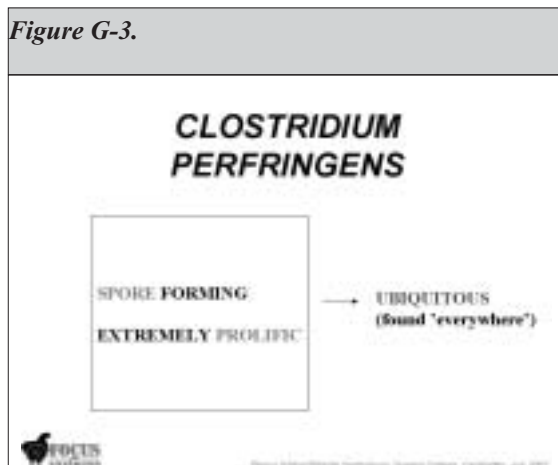 Figure G-3.
CLOSTRIDIUM
PERFRINGENS
SPORE FORMING
EXTREMELY PROLIFIC
UBIQUITOUS
(found "everywhere")
FOCUS